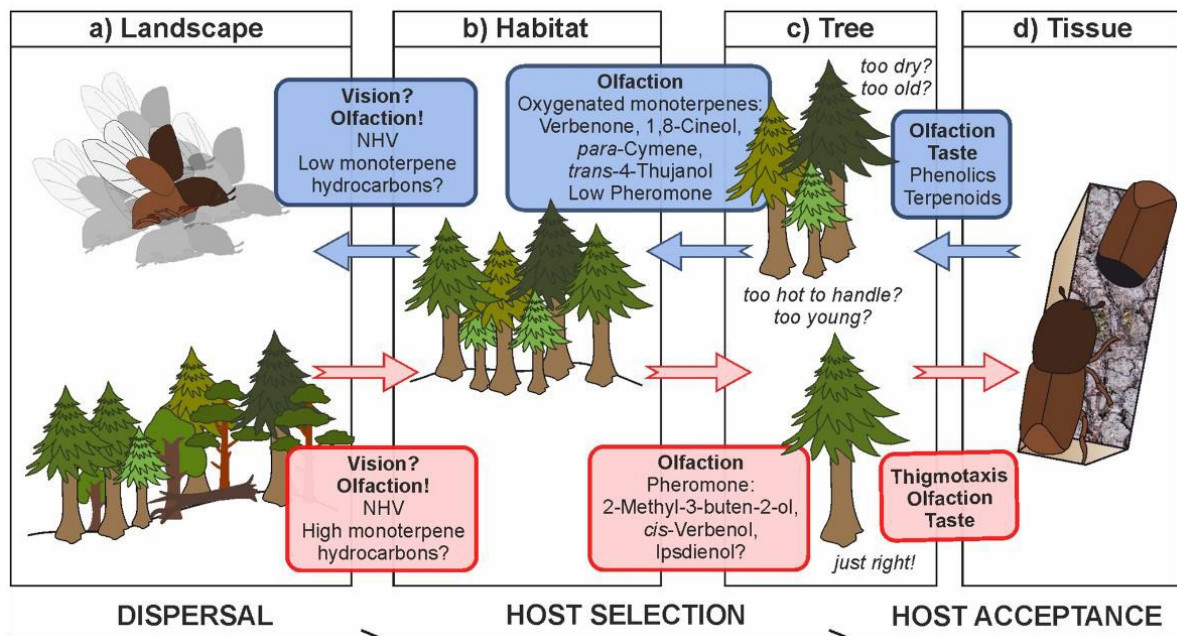 a) Landscape
b) Habitat
c) Tree
d) Tissue
Vision?
Olfaction!
NHV
Low monoterpene
hydrocarbons?
Olfaction
Oxygenated monoterpenes:
Verbenone, 1,8-Cineol,
para-Cymene,
trans-4-Thujanol
Low Pheromone
too dry?
too old?
Olfaction
Taste
Phenolics
Terpenoids
too hot to handle?
too young?
Vision?
Olfaction!
NHV
High monoterpene
hydrocarbons?
Olfaction
Pheromone:
2-Methyl-3-buten-2-ol,
cis-Verbenol,
Ipsdienol?
just right!
Thigmotaxis
Olfaction
Taste
DISPERSAL
HOST SELECTION
HOST ACCEPTANCE